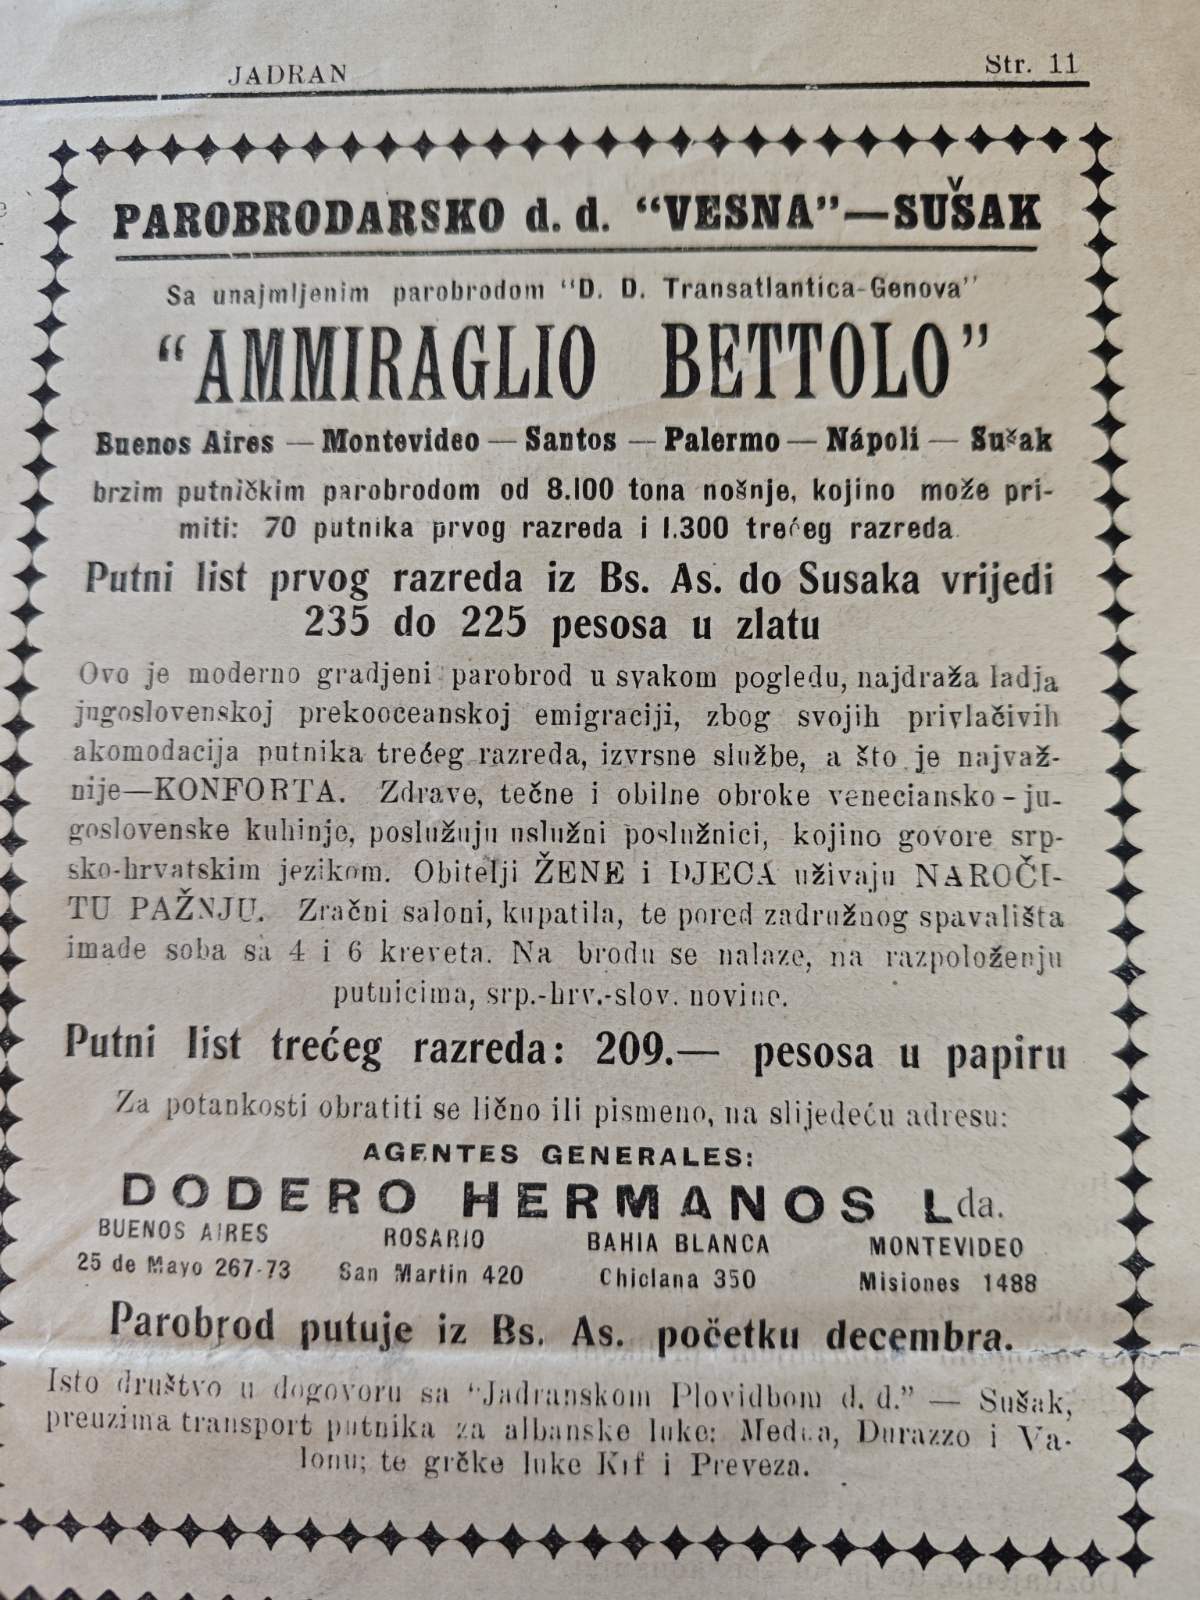 JADRAN Str. 11
PAROBRODARSKO d. d. “VESNA”—SUŠAK
Sa unajmljenim parobrodom “D. D. Transatlantica-Genova”
“AMMIRAGLIO BETTOLO”
Buenos Aires — Montevideo — Santos — Palermo — Nápoli — Sušak
brzim putničkim parobrodom od 8.100 tona nošnje, kojino može pri-
miti: 70 putnika prvog razreda i 1.300 trećeg razreda.
Putni list prvog razreda iz Bs. As. do Susaka vrijedi
235 do 225 pesosa u zlatu
Ovo je moderno gradjeni parobrod u svakom pogledu, najdraža ladja
jugoslovenskoj prekooceanskoj emigraciji, zbog svojih privlačivih
akomodacija putnika trećeg razreda, izvrsne službe, a što je najvaž-
nije—KONFORTA. Zdrave, tečne i obilne obroke veneciansko-ju-
goslovenske kuhinje, poslužuju uslužni poslužnici, kojino govore srp-
sko-hrvatskim jezikom. Obitelji ŽENE i DJECA uživaju NAROČI-
TU PAŽNJU. Zračni saloni, kupatila, te pored zadružnog spavališta
imade soba sa 4 i 6 kreveta. Na brodu se nalaze, na razpoloženju
putnicima, srp.-hrv.-slov. novine.
Putni list trećeg razreda: 209.— pesosa u papiru
Za potankosti obratiti se lično ili pismeno, na slijedeću adresu:
AGENTES GENERALES:
DODERO HERMANOS Lda.
BUENOS AIRES ROSARIO BAHIA BLANCA MONTEVIDEO
25 de Mayo 267-73 San Martin 420 Chiclana 350 Misiones 1488
Parobrod putuje iz Bs. As. početku decembra.
Isto društvo u dogovoru sa “Jadranskom Plovidbom d. d.” — Sušak,
preuzima transport putnika za albanske luke: Medua, Durazzo i Va-
lonu; te grčke luke Krf i Preveza.